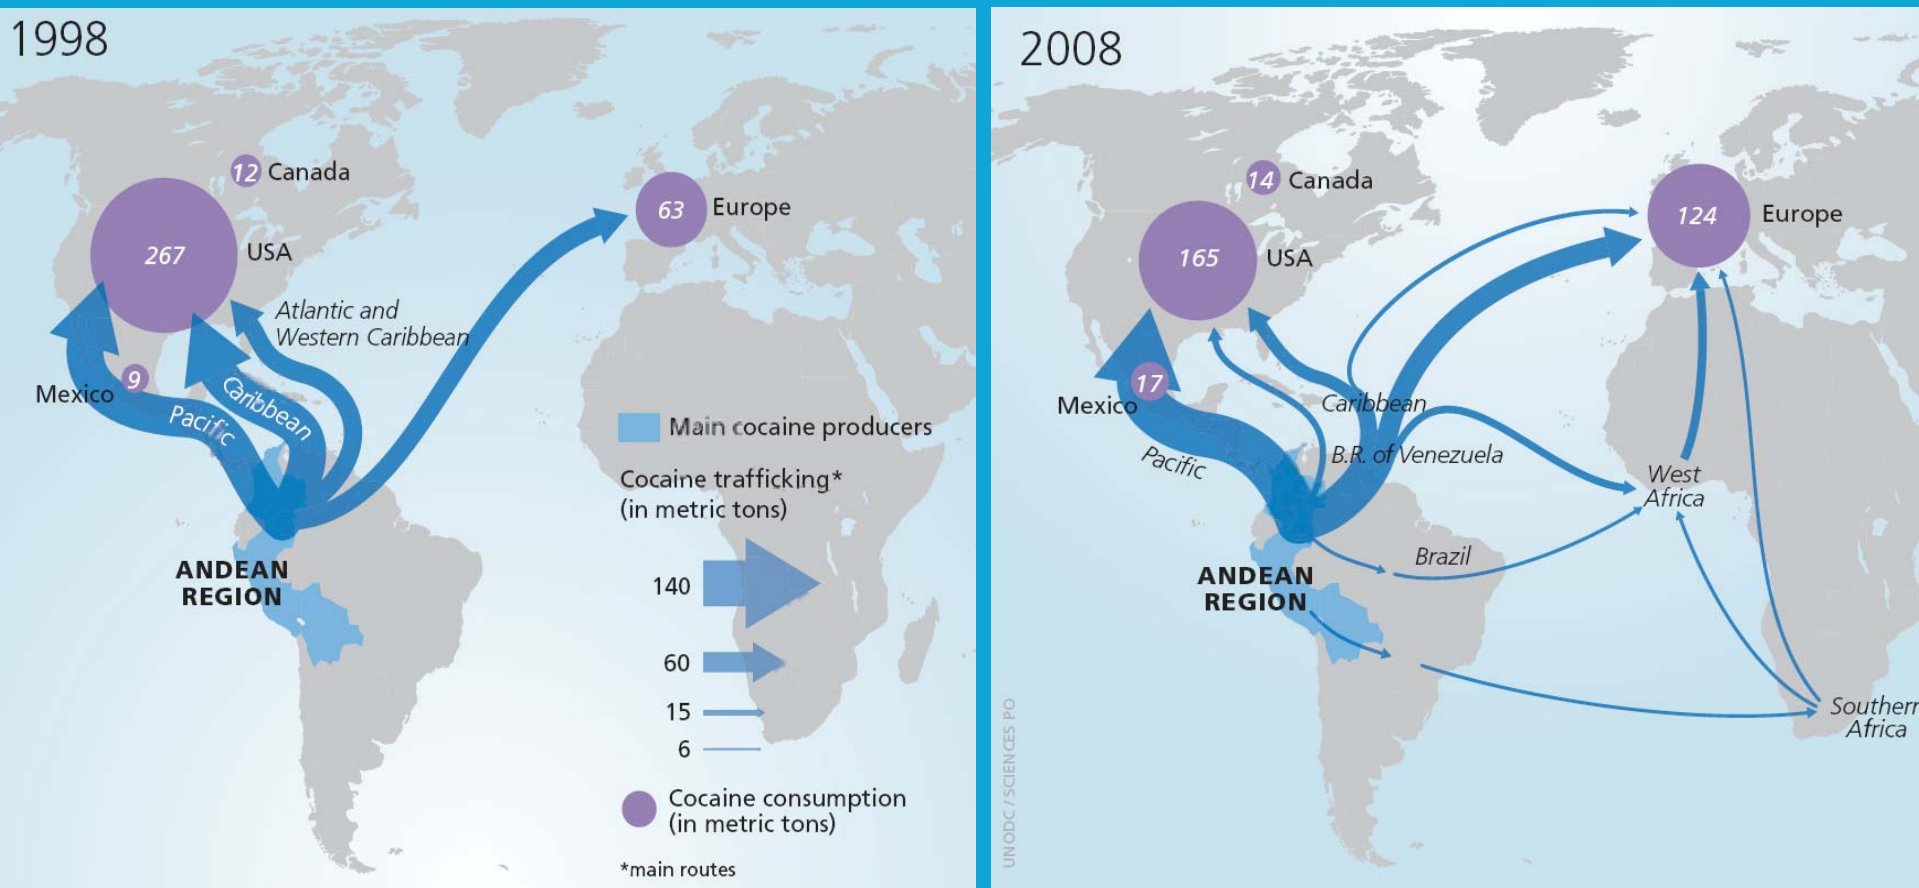 1998
12 Canada
267
USA
63 Europe
Atlantic and
Western Caribbean
Mexico
9
Pacific
Caribbean
ANDEAN
REGION
Main cocaine producers
Cocaine trafficking*
(in metric tons)
140
60
15
6
Cocaine consumption
(in metric tons)
*main routes
2008
14 Canada
165 USA
124 Europe
Mexico
17
Caribbean
Pacific
B.R. of Venezuela
West
Africa
Brazil
ANDEAN
REGION
Southern
Africa
UNODC / SCIENCES PO